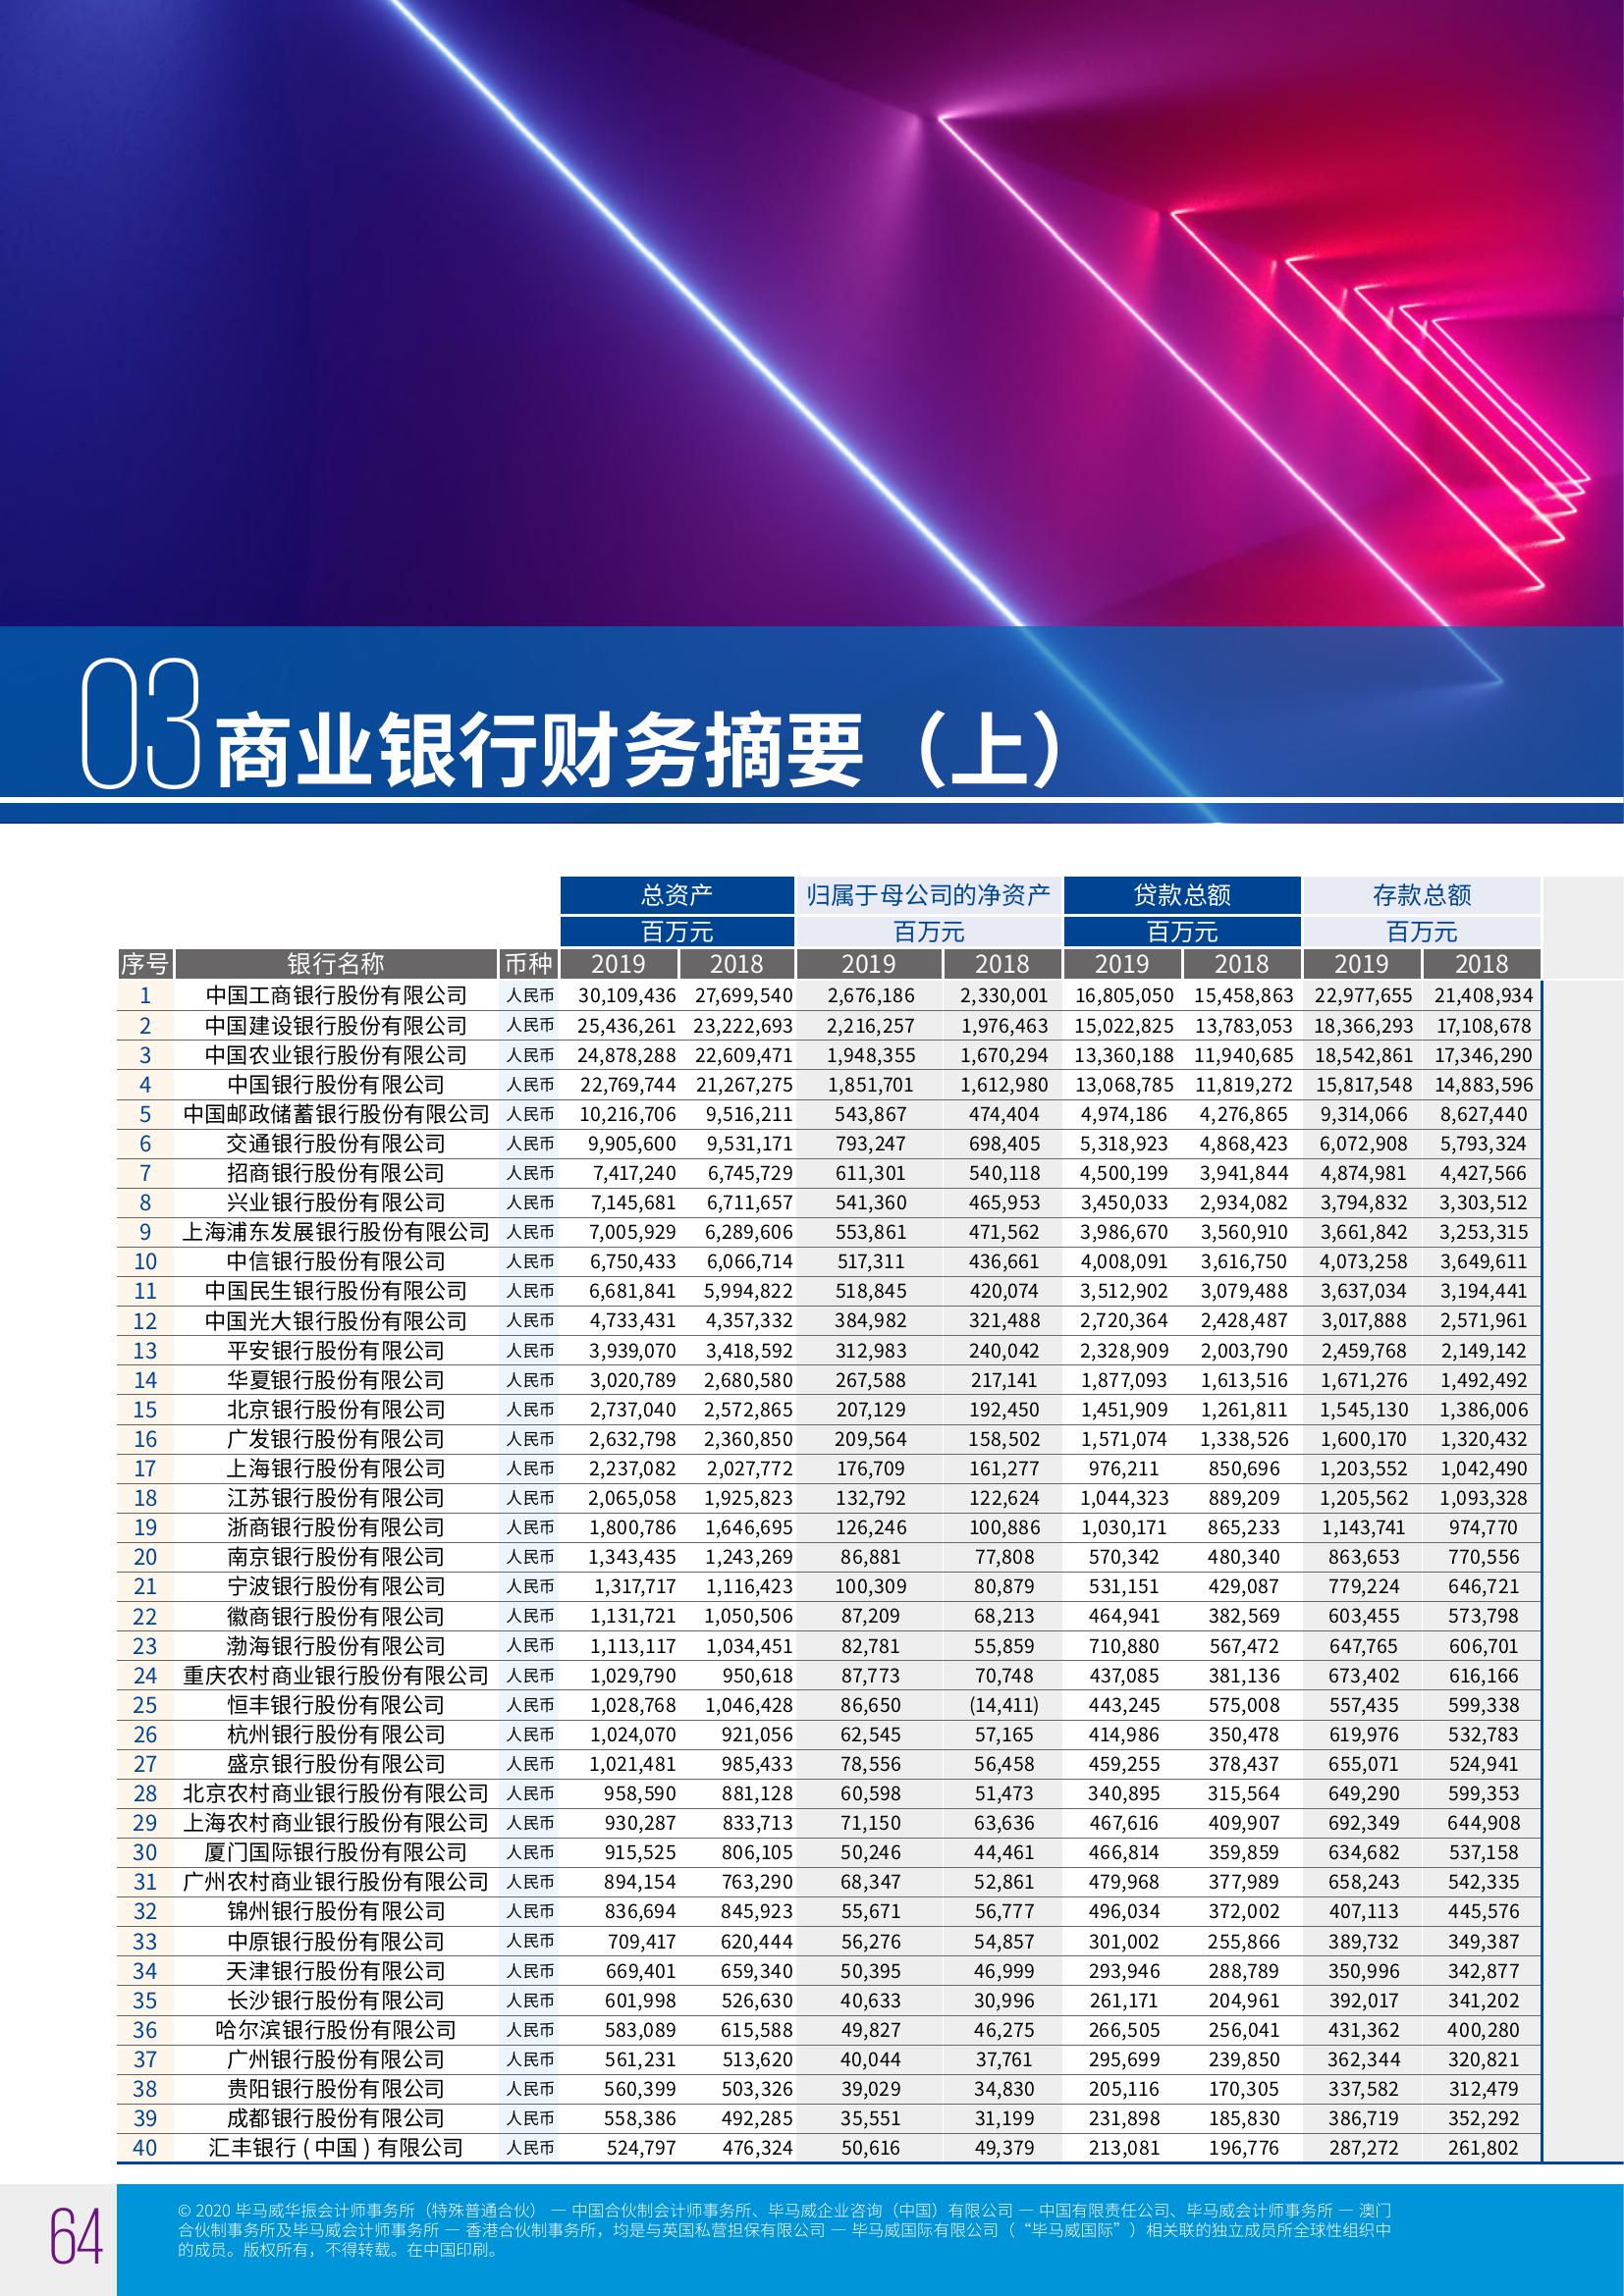 03 商业银行财务摘要（上）
总资产 归属于母公司的净资产 贷款总额 存款总额
百万元 百万元 百万元 百万元
序号 银行名称 币种 2019 2018 2019 2018 2019 2018 2019 2018
1 中国工商银行股份有限公司 人民币 30,109,436 27,699,540 2,676,186 2,330,001 16,805,050 15,458,863 22,977,655 21,408,934
2 中国建设银行股份有限公司 人民币 25,436,261 23,222,693 2,216,257 1,976,463 15,022,825 13,783,053 18,366,293 17,108,678
3 中国农业银行股份有限公司 人民币 24,878,288 22,609,471 1,948,355 1,670,294 13,360,188 11,940,685 18,542,861 17,346,290
4 中国银行股份有限公司 人民币 22,769,744 21,267,275 1,851,701 1,612,980 13,068,785 11,819,272 15,817,548 14,883,596
5 中国邮政储蓄银行股份有限公司 人民币 10,216,706 9,516,211 543,867 474,404 4,974,186 4,276,865 9,314,066 8,627,440
6 交通银行股份有限公司 人民币 9,905,600 9,531,171 793,247 698,405 5,318,923 4,868,423 6,072,908 5,793,324
7 招商银行股份有限公司 人民币 7,417,240 6,745,729 611,301 540,118 4,500,199 3,941,844 4,874,981 4,427,566
8 兴业银行股份有限公司 人民币 7,145,681 6,711,657 541,360 465,953 3,450,033 2,934,082 3,794,832 3,303,512
9 上海浦东发展银行股份有限公司 人民币 7,005,929 6,289,606 553,861 471,562 3,986,670 3,560,910 3,661,842 3,253,315
10 中信银行股份有限公司 人民币 6,750,433 6,066,714 517,311 436,661 4,008,091 3,616,750 4,073,258 3,649,611
11 中国民生银行股份有限公司 人民币 6,681,841 5,994,822 518,845 420,074 3,512,902 3,079,488 3,637,034 3,194,441
12 中国光大银行股份有限公司 人民币 4,733,431 4,357,332 384,982 321,488 2,720,364 2,428,487 3,017,888 2,571,961
13 平安银行股份有限公司 人民币 3,939,070 3,418,592 312,983 240,042 2,328,909 2,003,790 2,459,768 2,149,142
14 华夏银行股份有限公司 人民币 3,020,789 2,680,580 267,588 217,141 1,877,093 1,613,516 1,671,276 1,492,492
15 北京银行股份有限公司 人民币 2,737,040 2,572,865 207,129 192,450 1,451,909 1,261,811 1,545,130 1,386,006
16 广发银行股份有限公司 人民币 2,632,798 2,360,850 209,564 158,502 1,571,074 1,338,526 1,600,170 1,320,432
17 上海银行股份有限公司 人民币 2,237,082 2,027,772 176,709 161,277 976,211 850,696 1,203,552 1,042,490
18 江苏银行股份有限公司 人民币 2,065,058 1,925,823 132,792 122,624 1,044,323 889,209 1,205,562 1,093,328
19 浙商银行股份有限公司 人民币 1,800,786 1,646,695 126,246 100,886 1,030,171 865,233 1,143,741 974,770
20 南京银行股份有限公司 人民币 1,343,435 1,243,269 86,881 77,808 570,342 480,340 863,653 770,556
21 宁波银行股份有限公司 人民币 1,317,717 1,116,423 100,309 80,879 531,151 429,087 779,224 646,721
22 徽商银行股份有限公司 人民币 1,131,721 1,050,506 87,209 68,213 464,941 382,569 603,455 573,798
23 渤海银行股份有限公司 人民币 1,113,117 1,034,451 82,781 55,859 710,880 567,472 647,765 606,701
24 重庆农村商业银行股份有限公司 人民币 1,029,790 950,618 87,773 70,748 437,085 381,136 673,402 616,166
25 恒丰银行股份有限公司 人民币 1,028,768 1,046,428 86,650 (14,411) 443,245 575,008 557,435 599,338
26 杭州银行股份有限公司 人民币 1,024,070 921,056 62,545 57,165 414,986 350,478 619,976 532,783
27 盛京银行股份有限公司 人民币 1,021,481 985,433 78,556 56,458 459,255 378,437 655,071 524,941
28 北京农村商业银行股份有限公司 人民币 958,590 881,128 60,598 51,473 340,895 315,564 649,290 599,353
29 上海农村商业银行股份有限公司 人民币 930,287 833,713 71,150 63,636 467,616 409,907 692,349 644,908
30 厦门国际银行股份有限公司 人民币 915,525 806,105 50,246 44,461 466,814 359,859 634,682 537,158
31 广州农村商业银行股份有限公司 人民币 894,154 763,290 68,347 52,861 479,968 377,989 658,243 542,335
32 锦州银行股份有限公司 人民币 836,694 845,923 55,671 56,777 496,034 372,002 407,113 445,576
33 中原银行股份有限公司 人民币 709,417 620,444 56,276 54,857 301,002 255,866 389,732 349,387
34 天津银行股份有限公司 人民币 669,401 659,340 50,395 46,999 293,946 288,789 350,996 342,877
35 长沙银行股份有限公司 人民币 601,998 526,630 40,633 30,996 261,171 204,961 392,017 341,202
36 哈尔滨银行股份有限公司 人民币 583,089 615,588 49,827 46,275 266,505 256,041 431,362 400,280
37 广州银行股份有限公司 人民币 561,231 513,620 40,044 37,761 295,699 239,850 362,344 320,821
38 贵阳银行股份有限公司 人民币 560,399 503,326 39,029 34,830 205,116 170,305 337,582 312,479
39 成都银行股份有限公司 人民币 558,386 492,285 35,551 31,199 231,898 185,830 386,719 352,292
40 汇丰银行 ( 中国 ) 有限公司 人民币 524,797 476,324 50,616 49,379 213,081 196,776 287,272 261,802
© 2020 毕马威华振会计师事务所（特殊普通合伙） — 中国合伙制会计师事务所、毕马威企业咨询（中国）有限公司 — 中国有限责任公司、毕马威会计师事务所 — 澳门
合伙制事务所及毕马威会计师事务所 — 香港合伙制事务所，均是与英国私营担保有限公司 — 毕马威国际有限公司（ “毕马威国际”）相关联的独立成员所全球性组织中
的成员。版权所有，不得转载。在中国印刷。
64